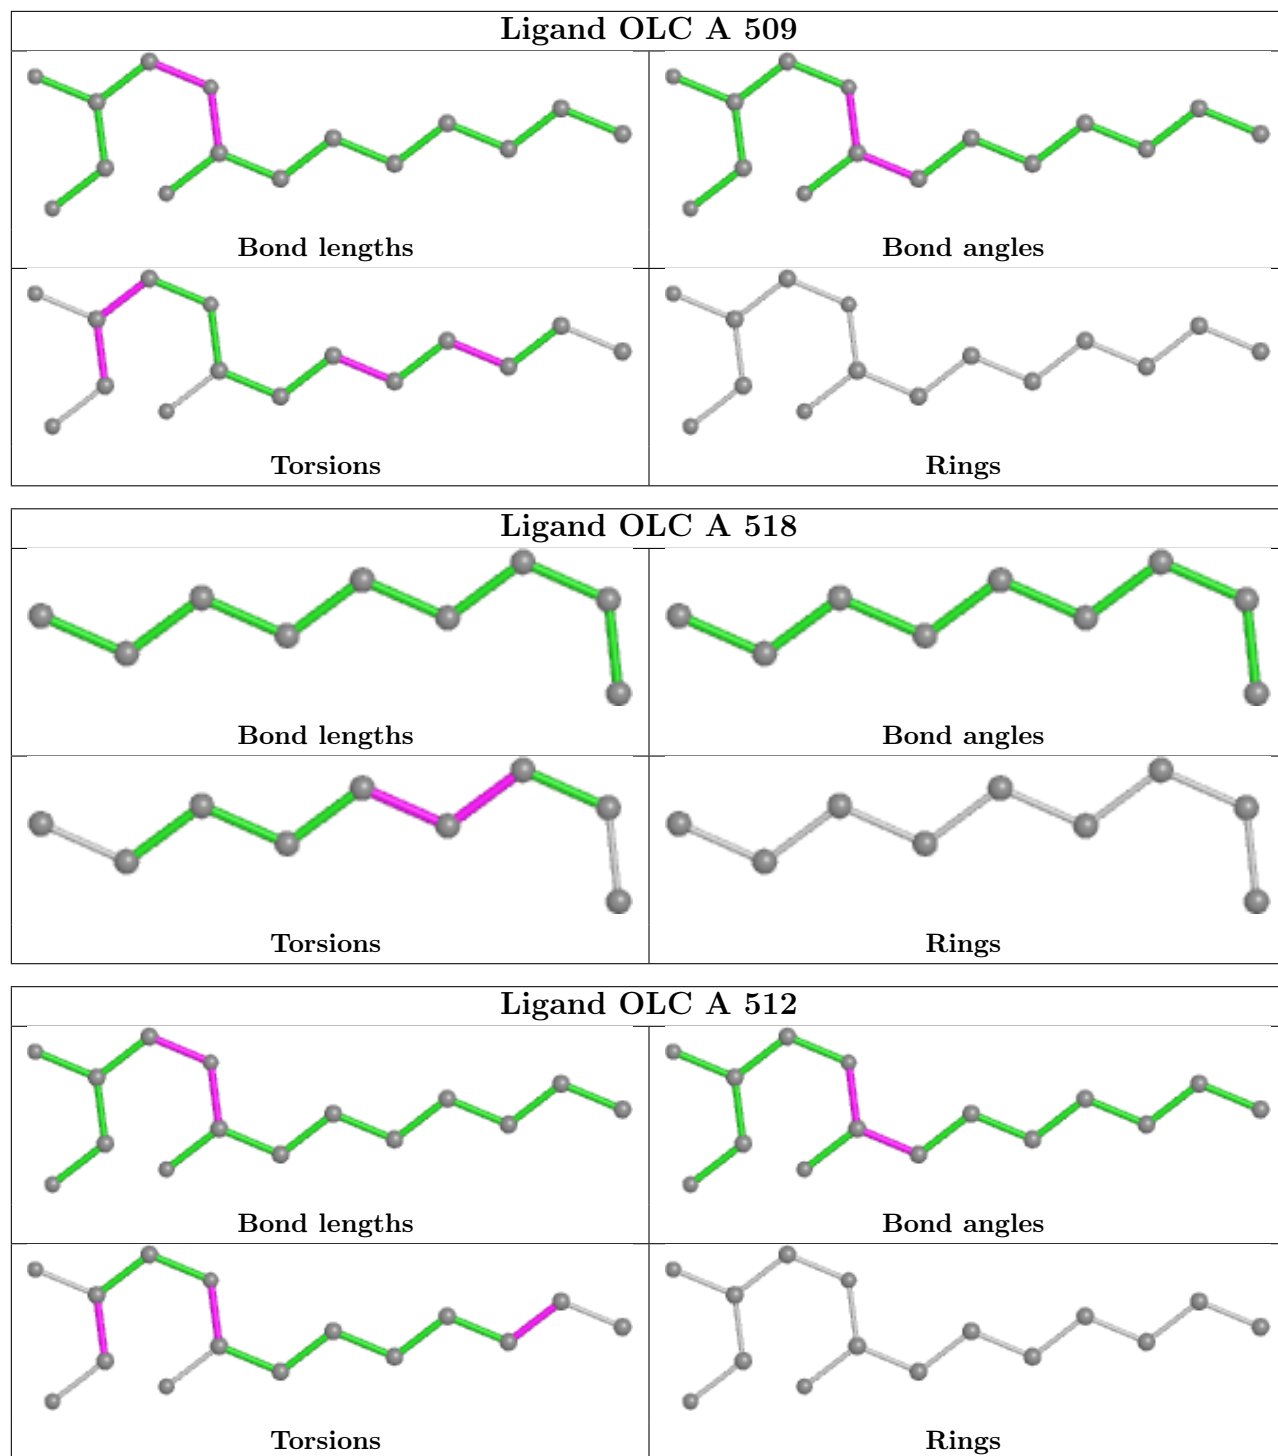 Ligand OLC A 509
Bond lengths
Bond angles
Torsions
Rings
Ligand OLC A 518
Bond lengths
Bond angles
Torsions
Rings
Ligand OLC A 512
Bond lengths
Bond angles
Torsions
Rings